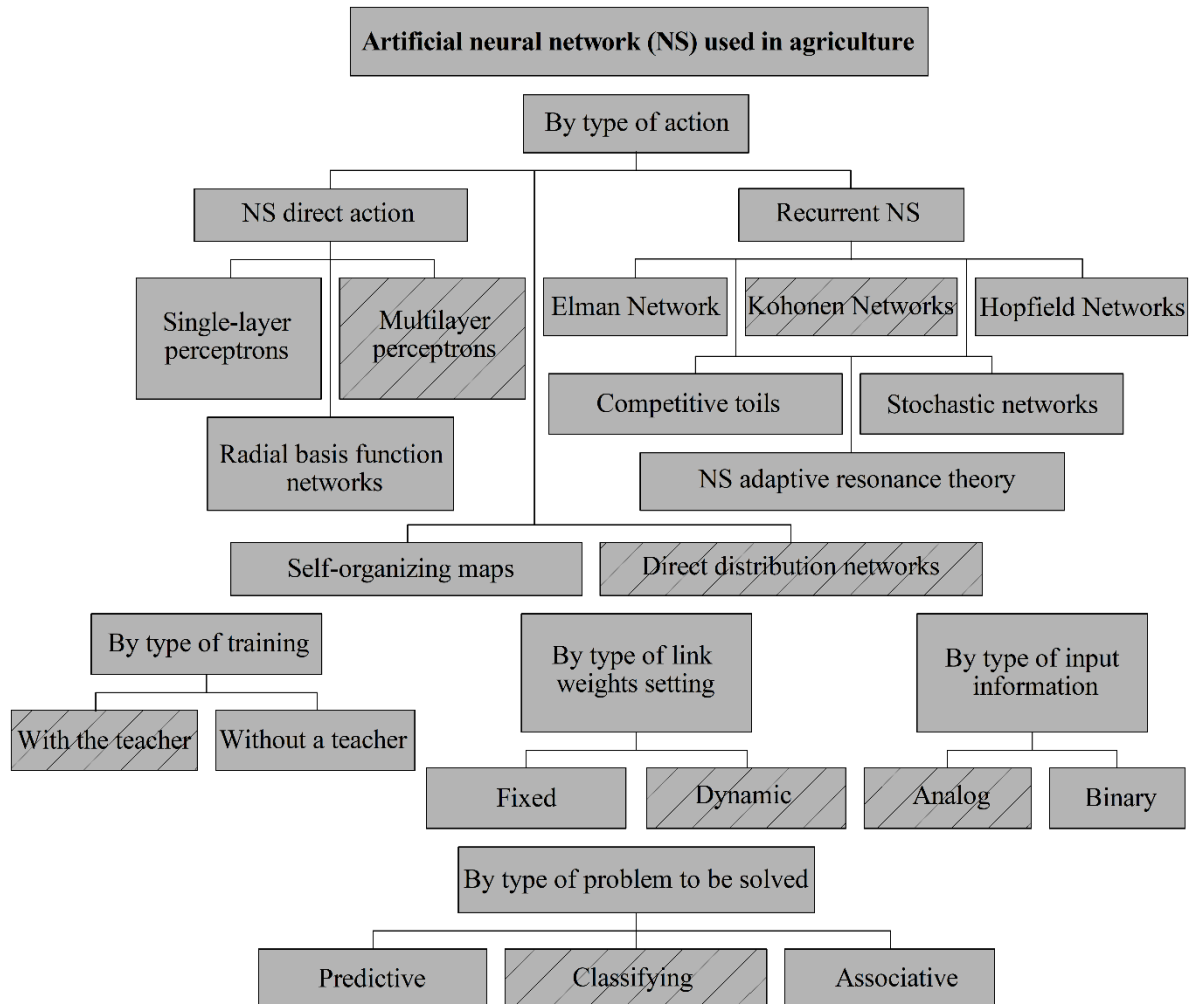 Artificial neural network (NS) used in agriculture
By type of action
NS direct action
Recurrent NS
Single-layer
perceptrons
Multilayer
perceptrons
Elman Network
Kohonen Networks
Hopfield Networks
Competitive toils
Stochastic networks
Radial basis function
networks
NS adaptive resonance theory
Self-organizing maps
Direct distribution networks
By type of training
By type of link
weights setting
By type of input
information
With the teacher
Without a teacher
Fixed
Dynamic
Analog
Binary
By type of problem to be solved
Predictive
Classifying
Associative